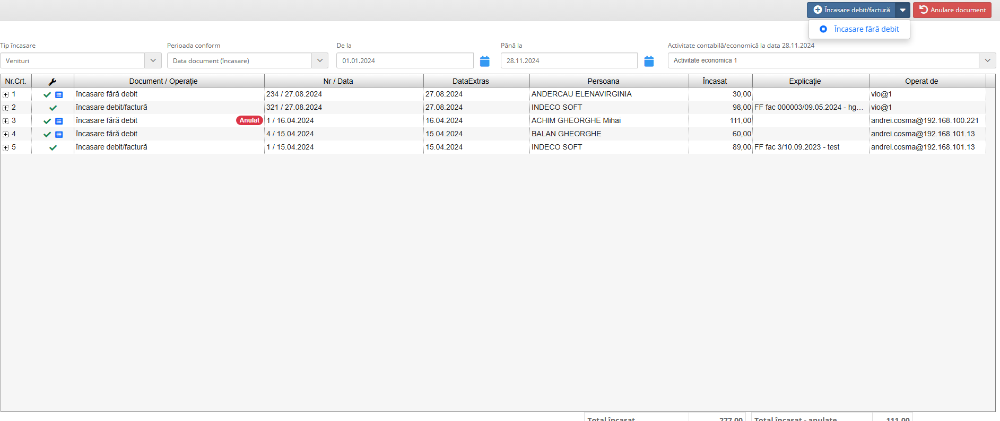 Încasare debit/factură
Anulare document
Încasare fără debit
Tip încasare
Perioada conform
De la
Până la
Activitate contabilă/economică la data 28.11.2024
Venituri
Data document (încasare)
01.01.2024
28.11.2024
Activitate economica 1
Nr.Crt. Document / Operație Nr / Data DataExtras Persoana Încasat Explicație Operat de
1 încasare fără debit 234 / 27.08.2024 27.08.2024 ANDERCAU ELENAVIRGINIA 30,00 vio@1
2 încasare debit/factură 321 / 27.08.2024 27.08.2024 INDECO SOFT 98,00 FF fac 000003/09.05.2024 - hg... vio@1
3 încasare fără debit Anulat 1 / 16.04.2024 16.04.2024 ACHIM GHEORGHE Mihai 111,00 andrei.cosma@192.168.100.221
4 încasare fără debit 4 / 15.04.2024 15.04.2024 BALAN GHEORGHE 60,00 andrei.cosma@192.168.101.13
5 încasare debit/factură 1 / 15.04.2024 15.04.2024 INDECO SOFT 89,00 FF fac 3/10.09.2023 - test andrei.cosma@192.168.101.13
Total încasat 277,00 Total încasat - anulate 111,00